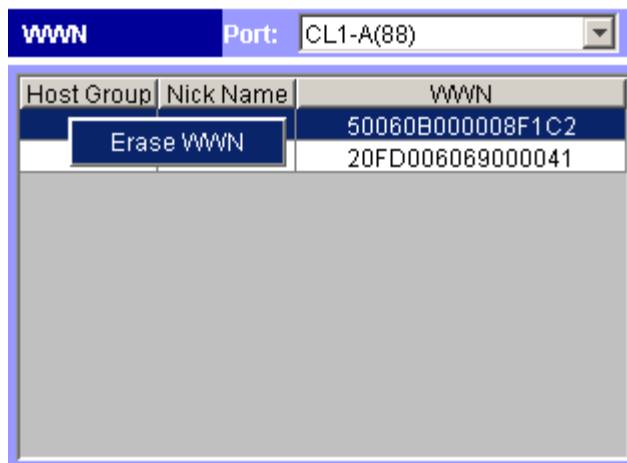 WWN Port: CL1-A(88)
Host Group Nick Name WWN
50060B000008F1C2
Erase WWN
20FD006069000041